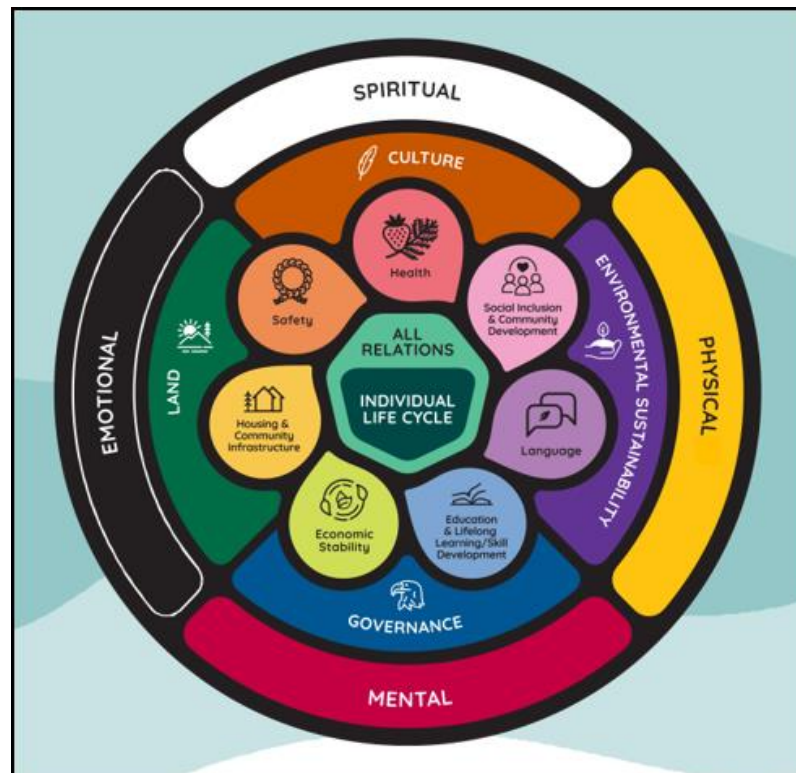 SPIRITUAL
CULTURE
Health
Safety
Social Inclusion
& Community
Development
ALL
RELATIONS
INDIVIDUAL
LIFE CYCLE
EMOTIONAL
LAND
ENVIRONMENTAL SUSTAINABILITY
PHYSICAL
Housing &
Community
Infrastructure
Language
Economic
Stability
Education
& Lifelong
Learning/Skill
Development
GOVERNANCE
MENTAL